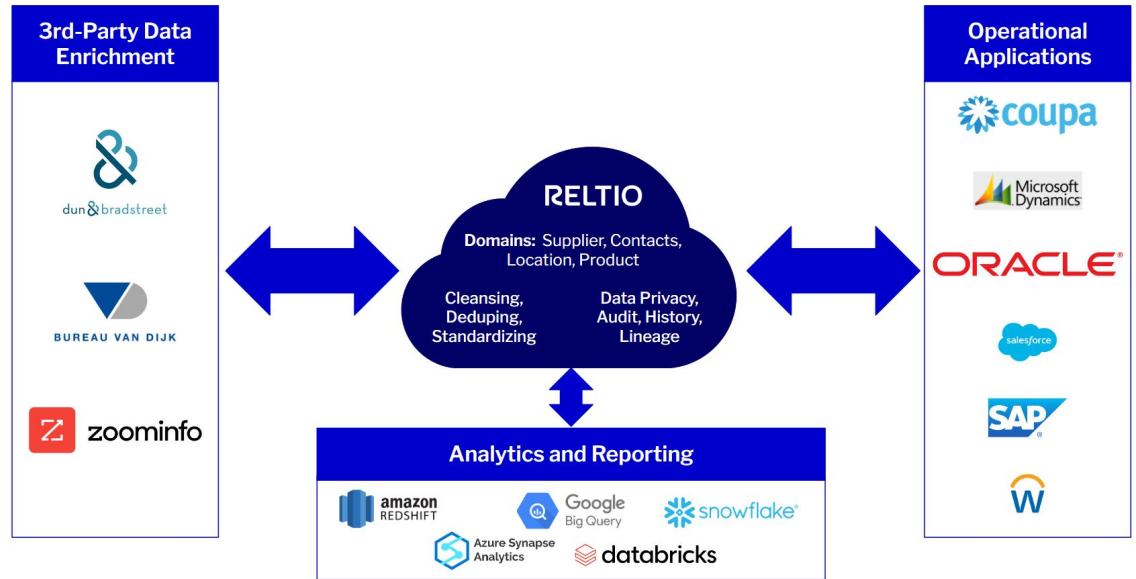 3rd-Party Data
Enrichment
dun&bradstreet
BUREAU VAN DIJK
Z zoominfo
RELTIO
Domains: Supplier, Contacts,
Location, Product
Cleansing,
Deduping,
Standardizing
Data Privacy,
Audit, History,
Lineage
Analytics and Reporting
amazon
REDSHIFT
Google
Big Query
snowflake®
Azure Synapse
Analytics
databricks
Operational
Applications
coupa
Microsoft
Dynamics
ORACLE®
salesforce
SAP®
W